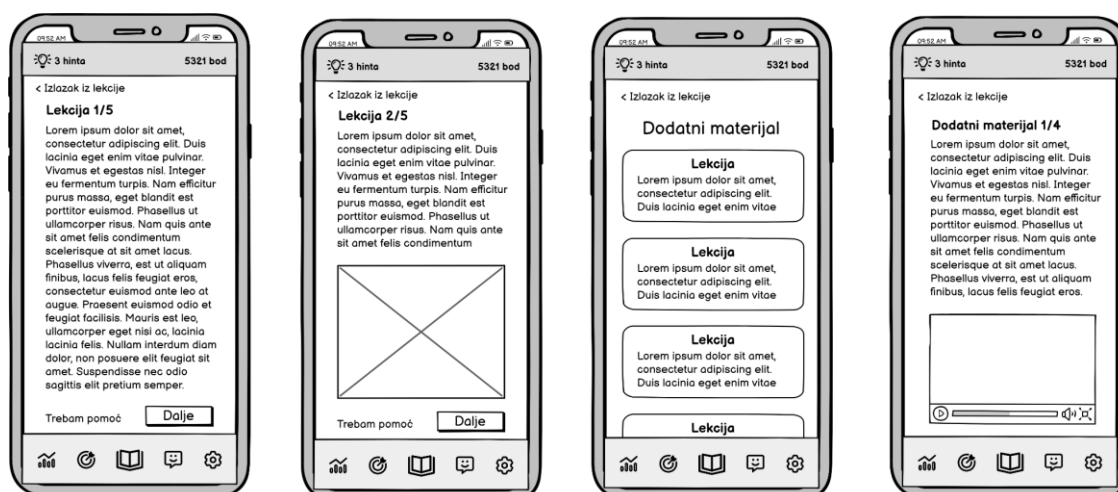 09:52 AM
3 hinta 5321 bod
< Izlazak iz lekcije
Lekcija 1/5
Lorem ipsum dolor sit amet,
consectetur adipiscing elit. Duis
lacinia eget enim vitae pulvinar.
Vivamus et egestas nisl. Integer
eu fermentum turpis. Nam efficitur
purus massa, eget blandit est
porttitor euismod. Phasellus ut
ullamcorper risus. Nam quis ante
sit amet felis condimentum
scelerisque at sit amet lacus.
Phasellus viverra, est ut aliquam
finibus, lacus felis feugiat eros,
consectetur euismod ante leo at
augue. Praesent euismod odio et
feugiat facilisis. Mauris est leo,
ullamcorper eget nisi ac, lacinia
lacinia felis. Nullam interdum diam
dolor, non posuere elit feugiat sit
amet. Suspendisse nec odio
sagittis elit pretium semper.
Trebam pomoć Dalje
09:52 AM
3 hinta 5321 bod
< Izlazak iz lekcije
Lekcija 2/5
Lorem ipsum dolor sit amet,
consectetur adipiscing elit. Duis
lacinia eget enim vitae pulvinar.
Vivamus et egestas nisl. Integer
eu fermentum turpis. Nam efficitur
purus massa, eget blandit est
porttitor euismod. Phasellus ut
ullamcorper risus. Nam quis ante
sit amet felis condimentum
Trebam pomoć Dalje
09:52 AM
3 hinta 5321 bod
< Izlazak iz lekcije
Dodatni materijal
Lekcija
Lorem ipsum dolor sit amet,
consectetur adipiscing elit.
Duis lacinia eget enim vitae
Lekcija
Lorem ipsum dolor sit amet,
consectetur adipiscing elit.
Duis lacinia eget enim vitae
Lekcija
Lorem ipsum dolor sit amet,
consectetur adipiscing elit.
Duis lacinia eget enim vitae
Lekcija
09:52 AM
3 hinta 5321 bod
< Izlazak iz lekcije
Dodatni materijal 1/4
Lorem ipsum dolor sit amet,
consectetur adipiscing elit. Duis
lacinia eget enim vitae pulvinar.
Vivamus et egestas nisl. Integer
eu fermentum turpis. Nam efficitur
purus massa, eget blandit est
porttitor euismod. Phasellus ut
ullamcorper risus. Nam quis ante
sit amet felis condimentum
scelerisque at sit amet lacus.
Phasellus viverra, est ut aliquam
finibus, lacus felis feugiat eros.